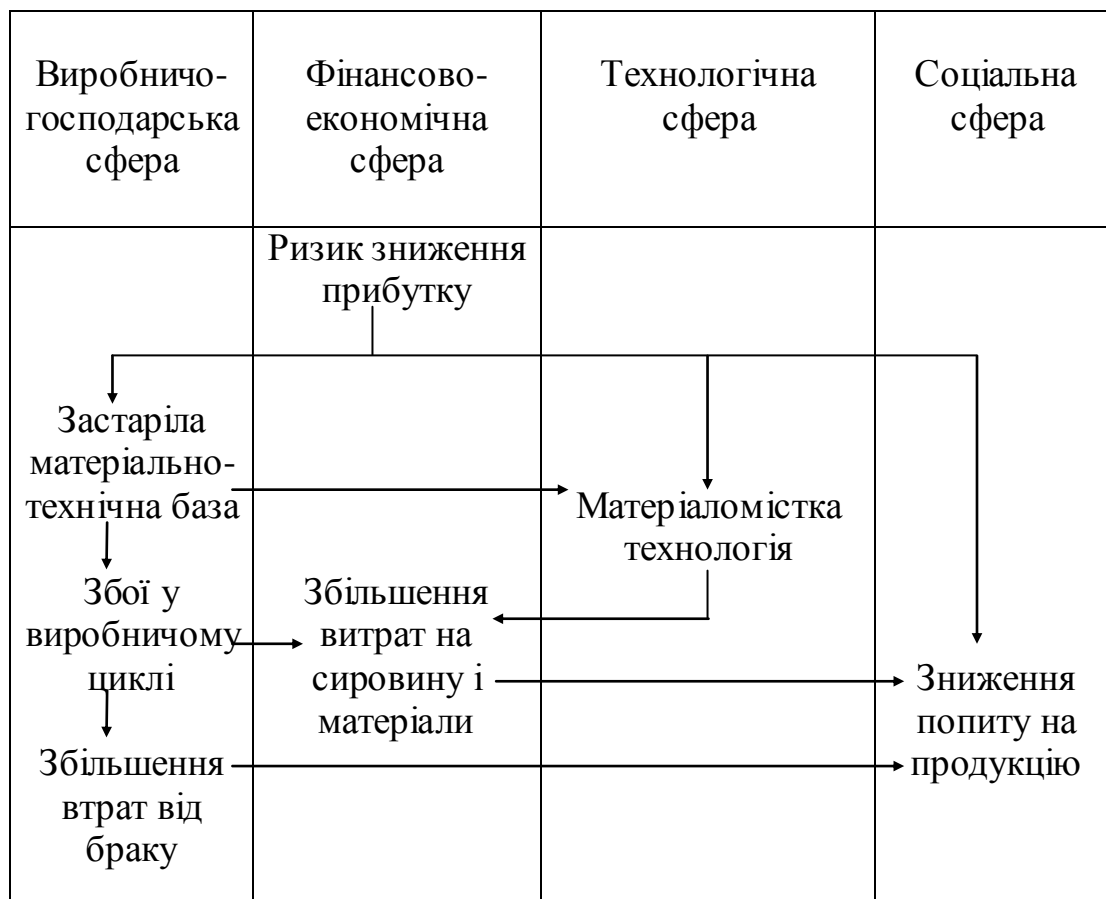 Виробничо-
господарська
сфера
Фінансово-
економічна
сфера
Технологічна
сфера
Соціальна
сфера
Ризик зниження
прибутку
Застаріла
матеріально-
технічна база
Матеріаломістка
технологія
Збої у
виробничому
циклі
Збільшення
витрат на
сировину і
матеріали
Зниження
попиту на
продукцію
Збільшення
втрат від
браку